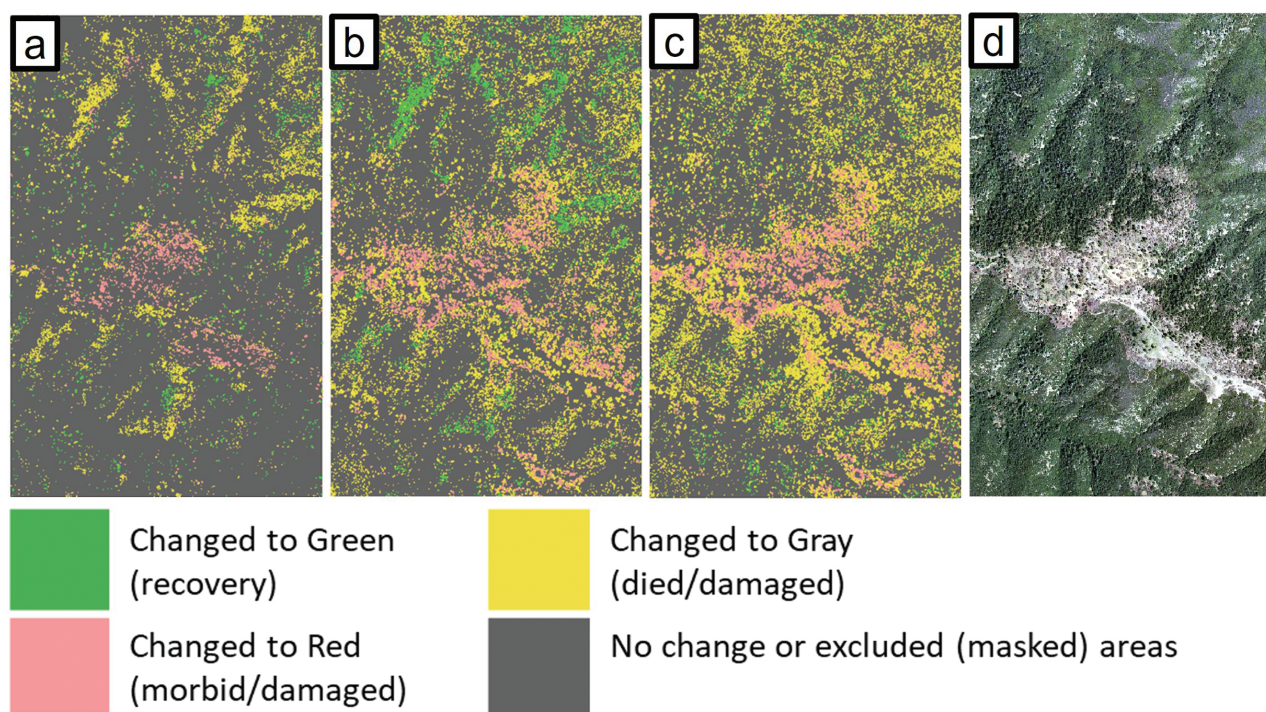 a
b
c
d
Changed to Green
(recovery)
Changed to Gray
(died/damaged)
Changed to Red
(morbid/damaged)
No change or excluded (masked) areas